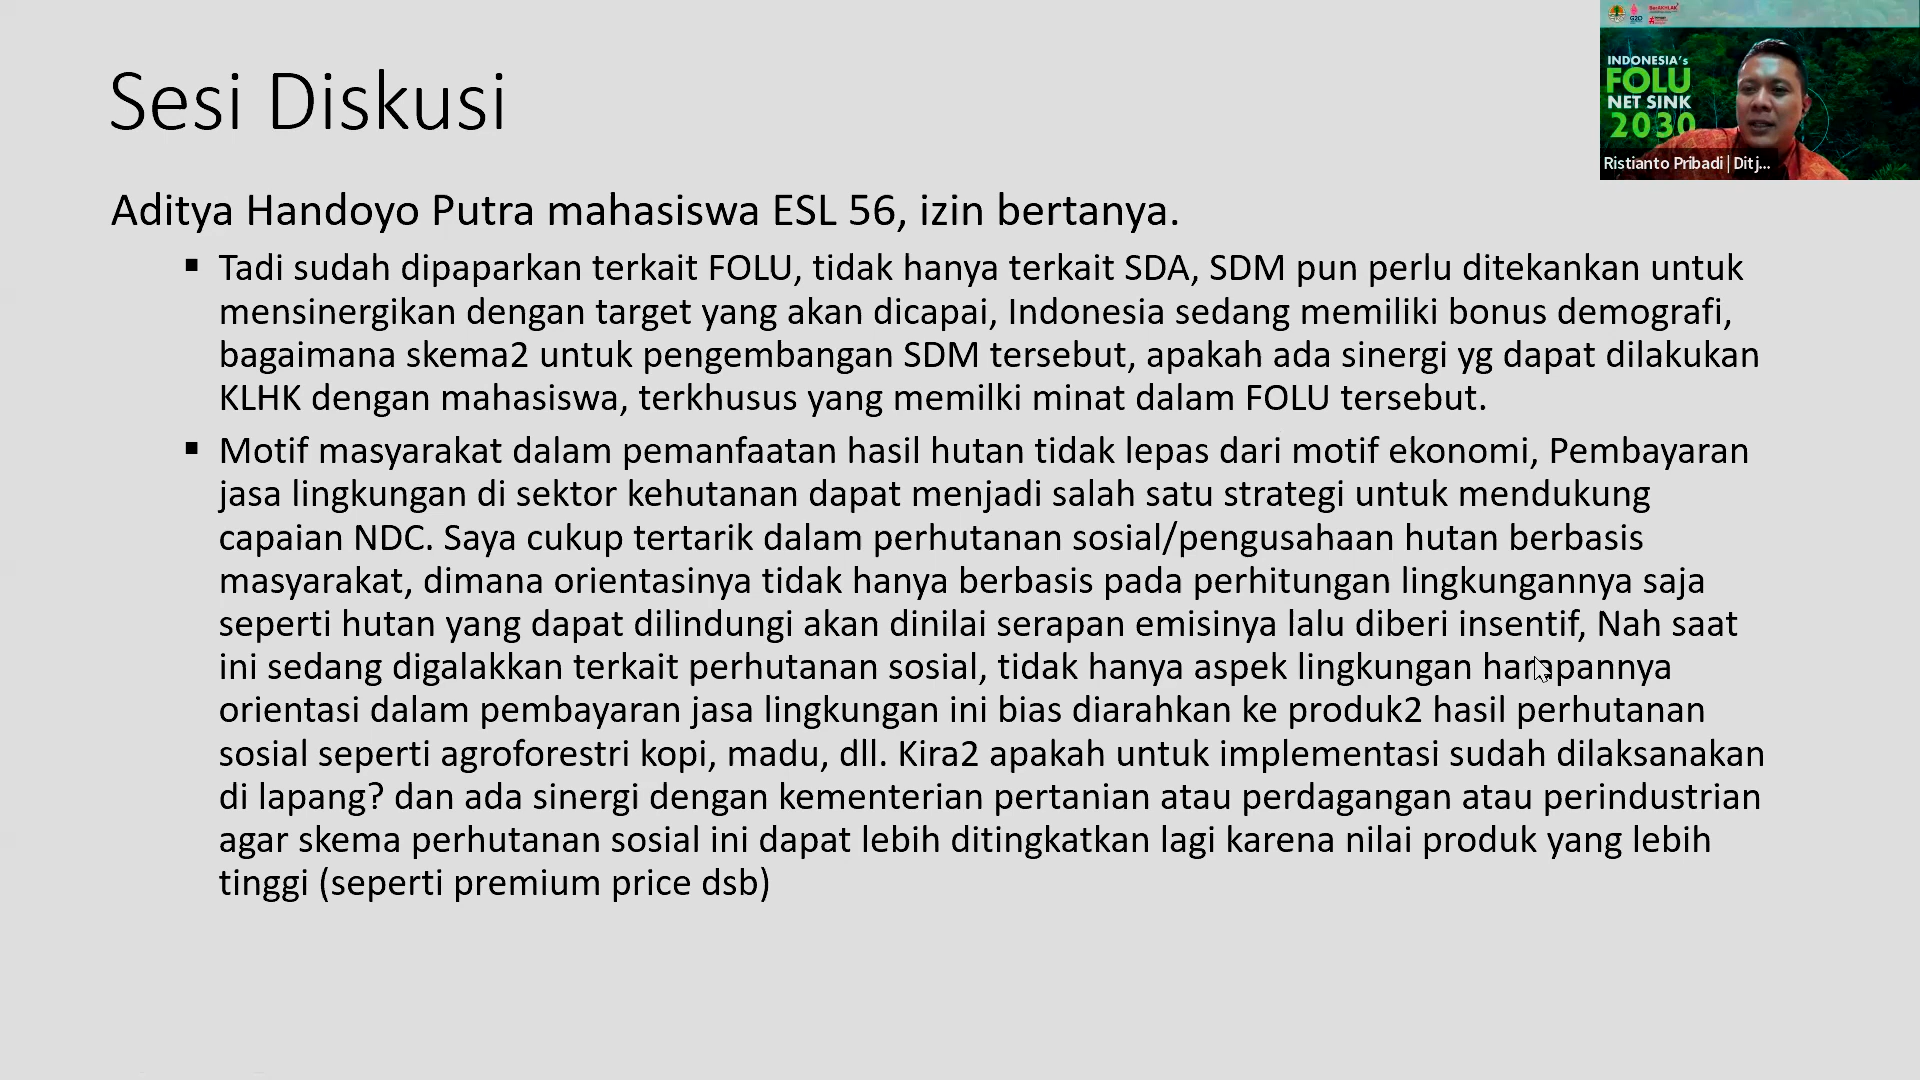 Sesi Diskusi
Aditya Handoyo Putra mahasiswa ESL 56, izin bertanya.
▪ Tadi sudah dipaparkan terkait FOLU, tidak hanya terkait SDA, SDM pun perlu ditekankan untuk
mensinergikan dengan target yang akan dicapai, Indonesia sedang memiliki bonus demografi,
bagaimana skema2 untuk pengembangan SDM tersebut, apakah ada sinergi yg dapat dilakukan
KLHK dengan mahasiswa, terkhusus yang memilki minat dalam FOLU tersebut.
▪ Motif masyarakat dalam pemanfaatan hasil hutan tidak lepas dari motif ekonomi, Pembayaran
jasa lingkungan di sektor kehutanan dapat menjadi salah satu strategi untuk mendukung
capaian NDC. Saya cukup tertarik dalam perhutanan sosial/pengusahaan hutan berbasis
masyarakat, dimana orientasinya tidak hanya berbasis pada perhitungan lingkungannya saja
seperti hutan yang dapat dilindungi akan dinilai serapan emisinya lalu diberi insentif, Nah saat
ini sedang digalakkan terkait perhutanan sosial, tidak hanya aspek lingkungan harapannya
orientasi dalam pembayaran jasa lingkungan ini bias diarahkan ke produk2 hasil perhutanan
sosial seperti agroforestri kopi, madu, dll. Kira2 apakah untuk implementasi sudah dilaksanakan
di lapang? dan ada sinergi dengan kementerian pertanian atau perdagangan atau perindustrian
agar skema perhutanan sosial ini dapat lebih ditingkatkan lagi karena nilai produk yang lebih
tinggi (seperti premium price dsb)
G20
INDONESIA's
FOLU
NET SINK
2030
Ristianto Pribadi | Ditj...